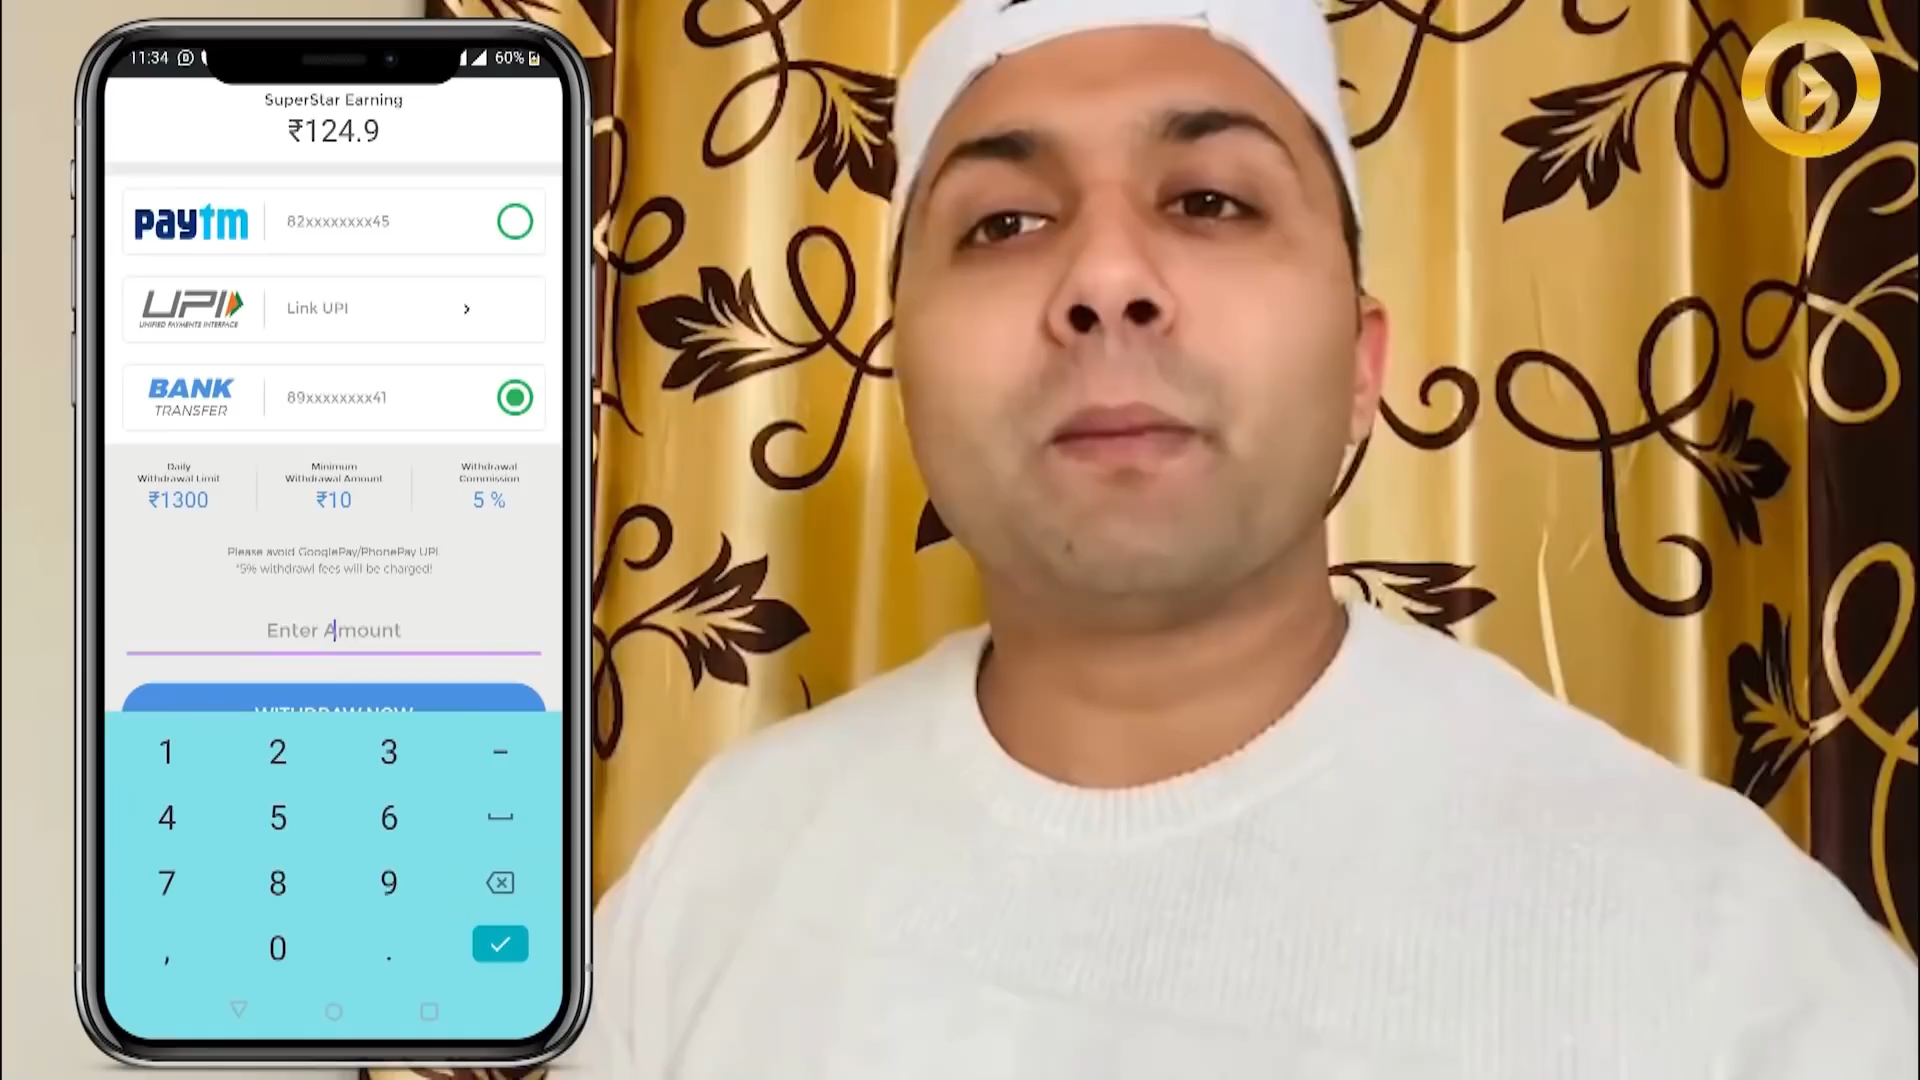 11:34
60%
SuperStar Earning
₹124.9
paytm
82xxxxxxxx45
UPI
UNIFIED PAYMENTS INTERFACE
Link UPI
BANK
TRANSFER
89xxxxxxxx41
Daily
Withdrawal Limit
₹1300
Minimum
Withdrawal Amount
₹10
Withdrawal
Commission
5 %
Please avoid GooglePay/PhonePay UPI
*5% withdrawl fees will be charged!
Enter Amount
WITHDRAW NOW
1 2 3 -
4 5 6
7 8 9
, 0 .